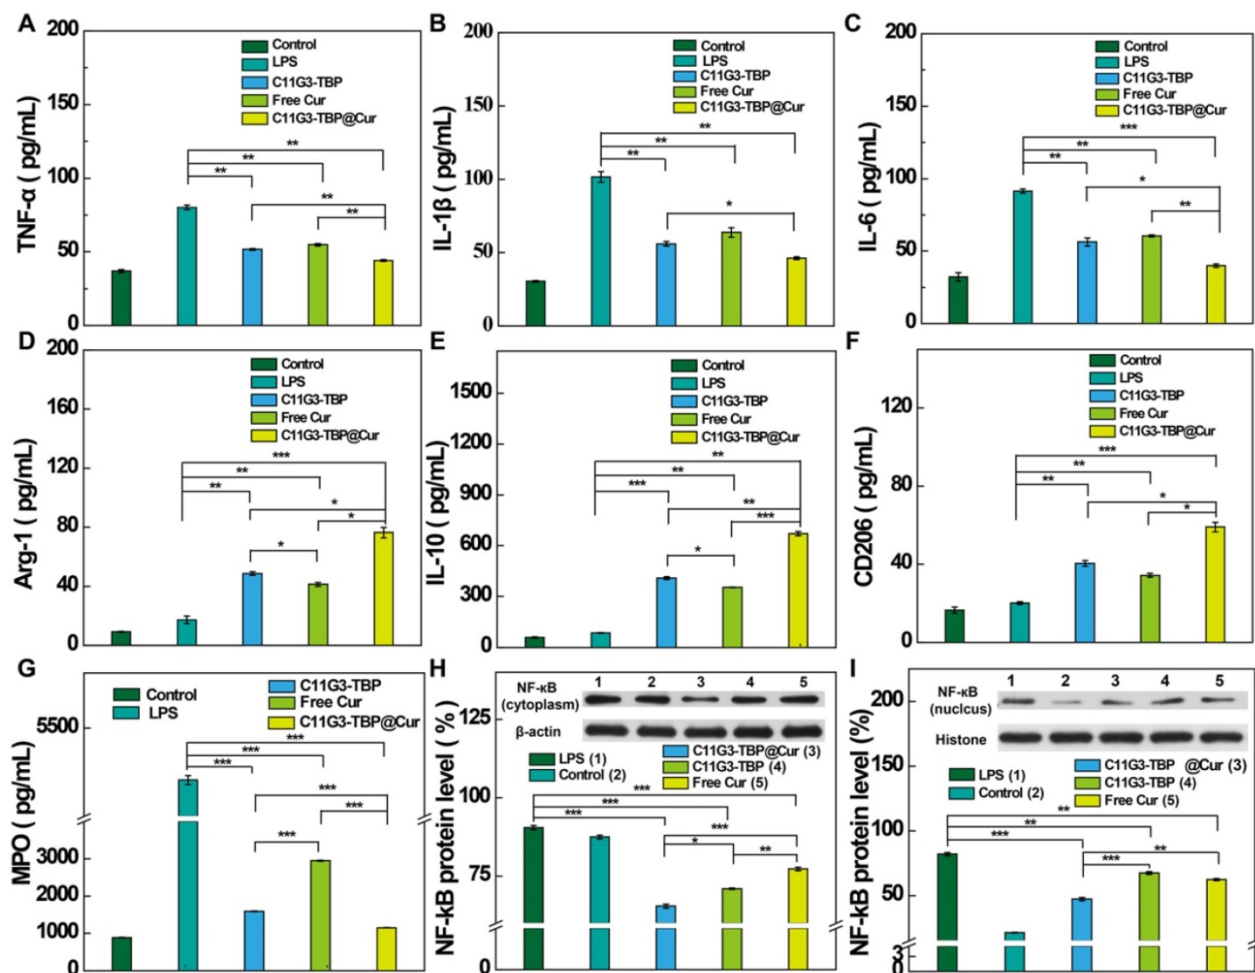 A
TNF-α ( pg/mL)
200
150
100
50
0
Control
LPS
C11G3-TBP
Free Cur
C11G3-TBP@Cur
**
**
**
**
**
B
IL-1β ( pg/mL)
200
150
100
50
0
Control
LPS
C11G3-TBP
Free Cur
C11G3-TBP@Cur
**
**
**
*
C
IL-6 ( pg/mL)
200
150
100
50
0
Control
LPS
C11G3-TBP
Free Cur
C11G3-TBP@Cur
***
**
**
*
**
D
Arg-1 ( pg/mL)
200
160
120
80
40
0
Control
LPS
C11G3-TBP
Free Cur
C11G3-TBP@Cur
***
**
**
*
*
*
E
IL-10 ( pg/mL)
1500
1200
900
600
300
0
Control
LPS
C11G3-TBP
Free Cur
C11G3-TBP@Cur
**
**
***
**
***
*
F
CD206 ( pg/mL)
120
80
40
0
Control
LPS
C11G3-TBP
Free Cur
C11G3-TBP@Cur
***
**
**
*
*
G
MPO ( pg/mL)
5500
3000
2000
1000
0
Control
LPS
C11G3-TBP
Free Cur
C11G3-TBP@Cur
***
***
***
***
***
***
H
NF-kB protein level ( %)
125
100
75
0
1 2 3 4 5
NF-κB
(cytoplasm)
β-actin
LPS (1)
Control (2)
C11G3-TBP@Cur (3)
C11G3-TBP (4)
Free Cur (5)
***
***
***
***
*
**
I
NF-kB protein level (%)
200
150
100
50
3
0
1 2 3 4 5
NF-κB
(nuclcus)
Histone
LPS (1)
Control (2)
C11G3-TBP @Cur (3)
C11G3-TBP (4)
Free Cur (5)
**
**
***
**
***